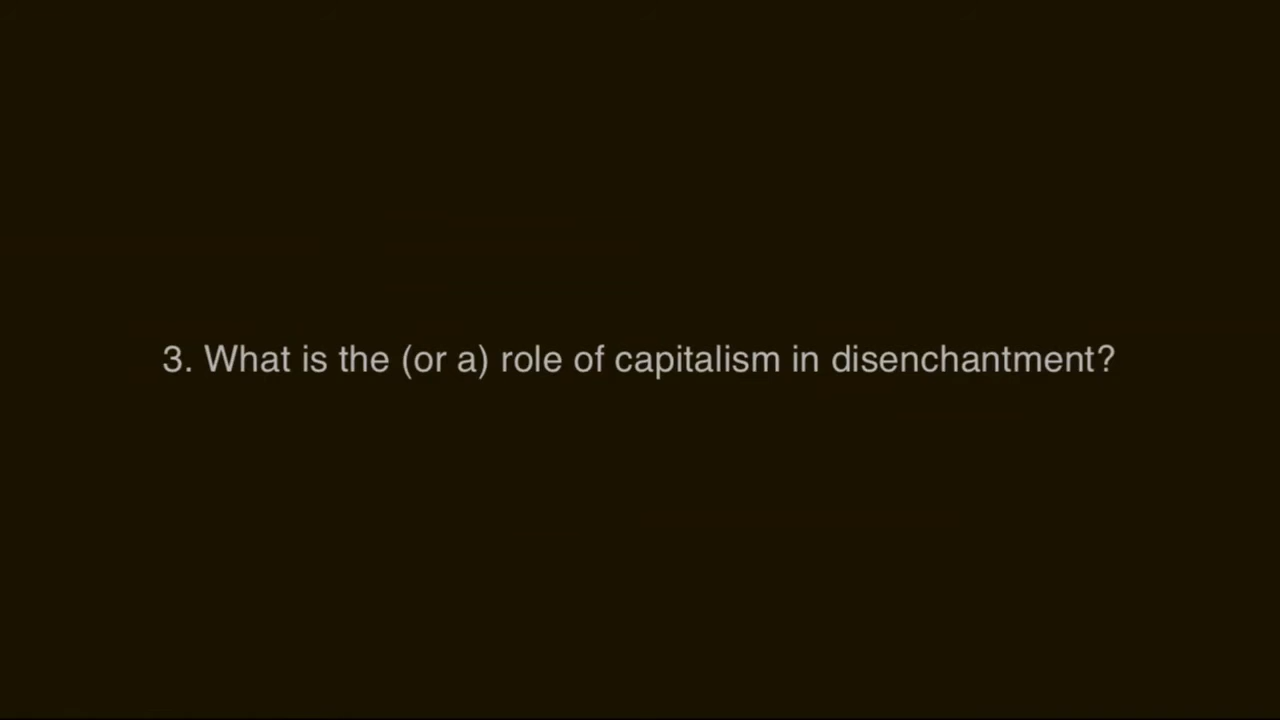 3. What is the (or a) role of capitalism in disenchantment?